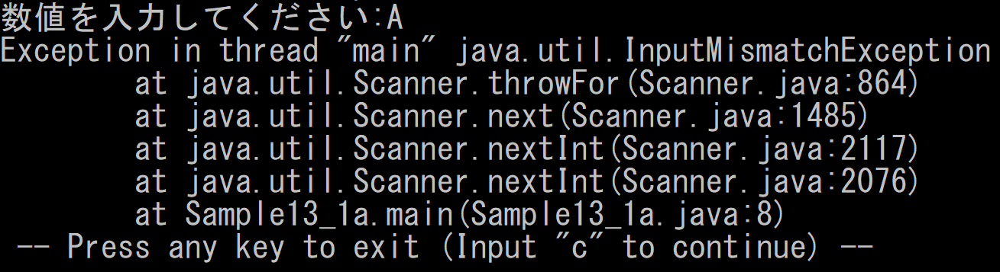 数値を入力してください:A
Exception in thread "main" java.util.InputMismatchException
at java.util.Scanner.throwFor(Scanner.java:864)
at java.util.Scanner.next(Scanner.java:1485)
at java.util.Scanner.nextInt(Scanner.java:2117)
at java.util.Scanner.nextInt(Scanner.java:2076)
at Sample13_1a.main(Sample13_1a.java:8)
-- Press any key to exit (Input "c" to continue) --